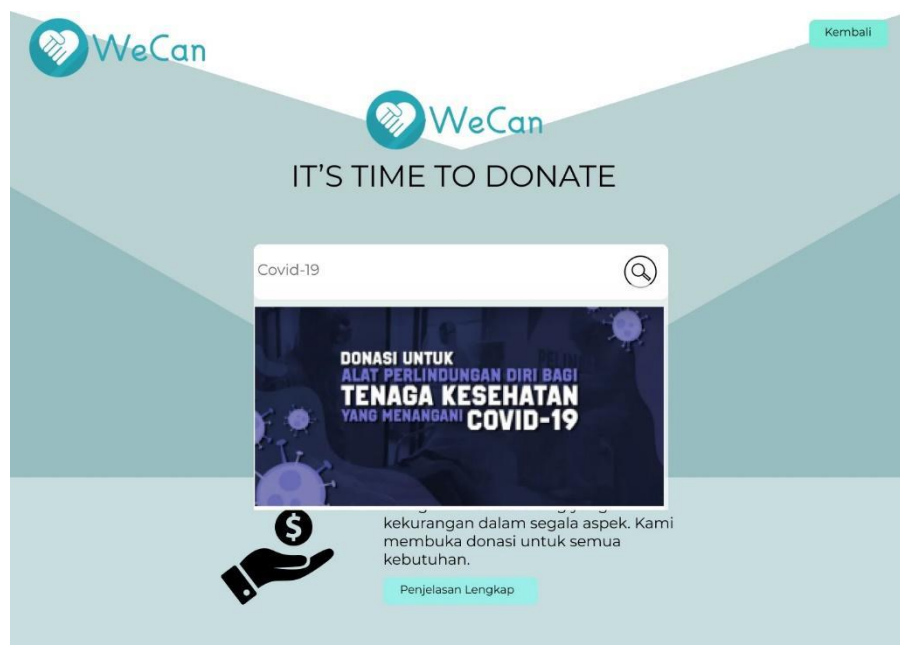 WeCan
Kembali
WeCan
IT'S TIME TO DONATE
Covid-19
DONASI UNTUK
ALAT PERLINDUNGAN DIRI BAGI
TENAGA KESEHATAN
YANG MENANGANI COVID-19
kekurangan dalam segala aspek. Kami
membuka donasi untuk semua
kebutuhan.
Penjelasan Lengkap